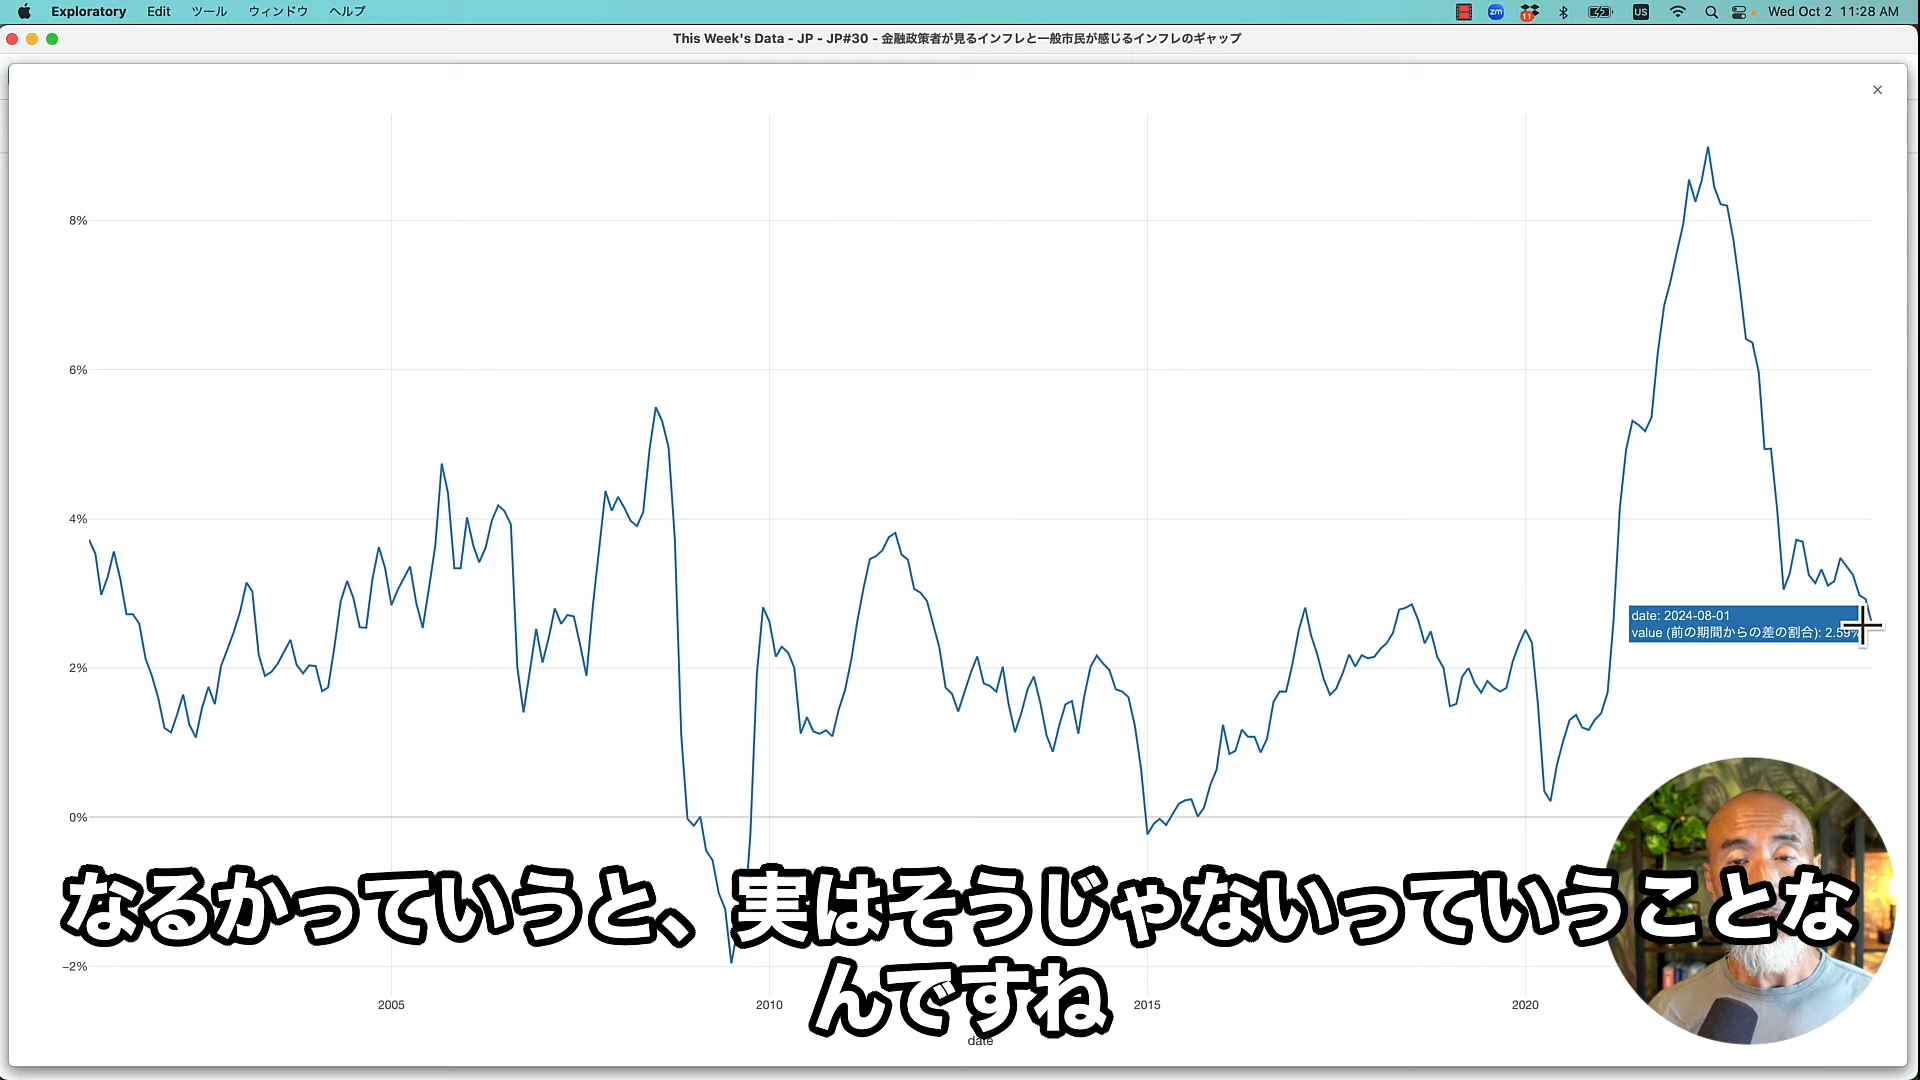 Exploratory Edit ツール ウィンドウ ヘルプ zm 11 US Wed Oct 2 11:28 AM
This Week's Data - JP - JP#30 - 金融政策者が見るインフレと一般市民が感じるインフレのギャップ
8%
6%
4%
date: 2024-08-01
value (前の期間からの差の割合): 2.59%
2%
0%
なるかっていうと、実はそうじゃないっていうことな
んですね
−2%
2005 2010 2015 2020
date